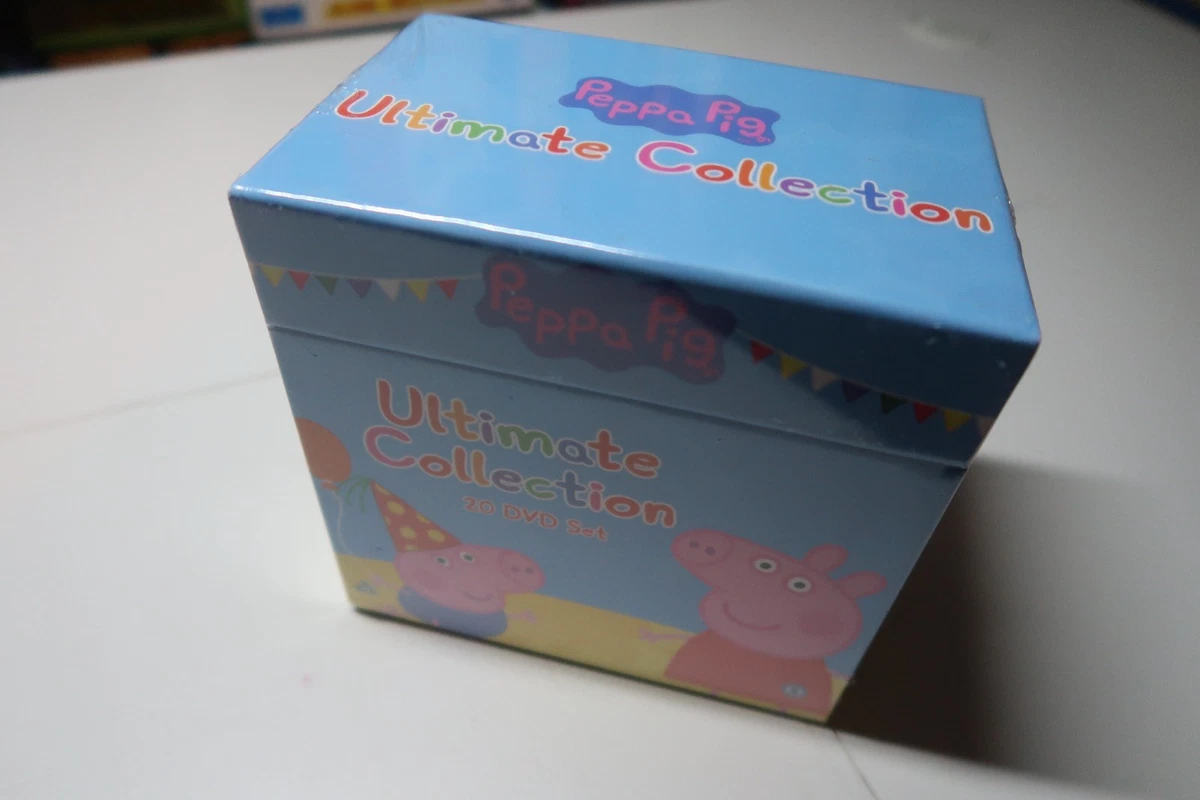 Peppa Pig
Ultimate Collection
Peppa Pig
Ultimate
Collection
20 DVD Set